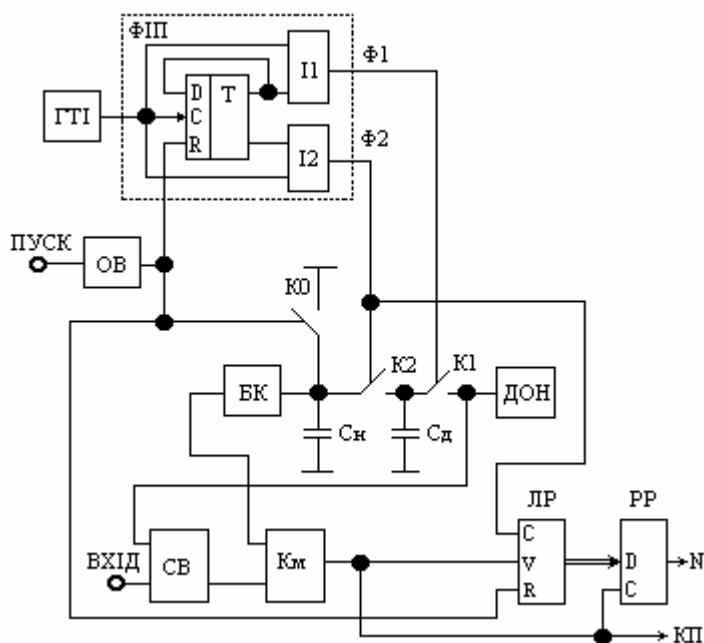 ФІП
Ф1
І1
D Т
ГТІ
C
Ф2
R
І2
ПУСК
ОВ
К0
К2
К1
БК
ДОН
Сн
Сд
ЛР
РР
C
ВХІД
СВ
Км
V
D
N
R
C
КП